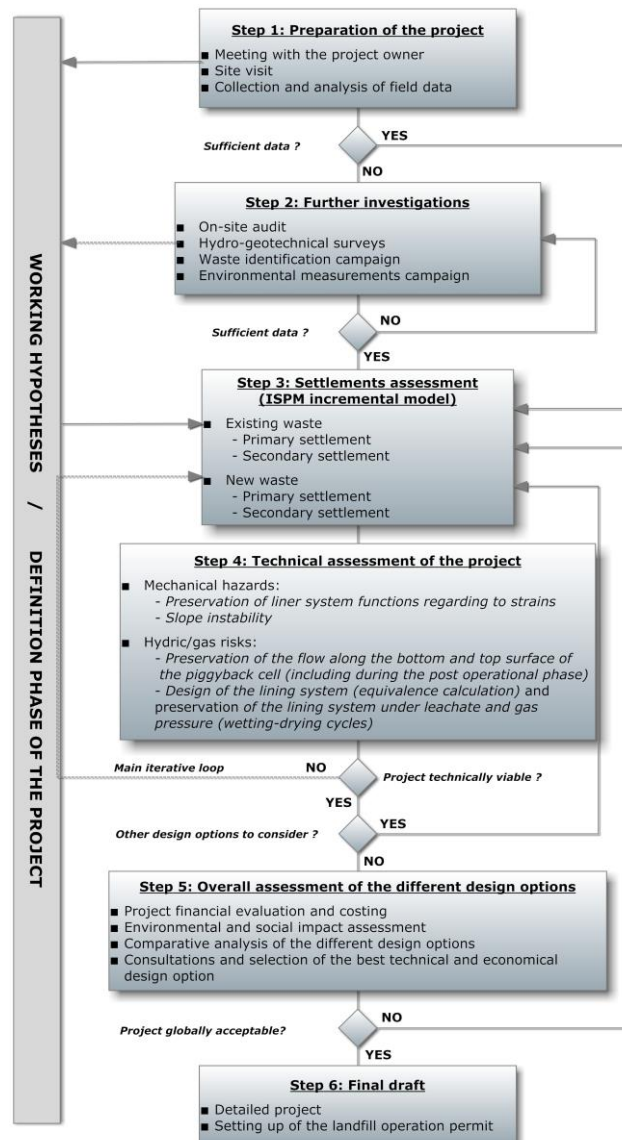 Step 1: Preparation of the project
■ Meeting with the project owner
■ Site visit
■ Collection and analysis of field data
YES
Sufficient data ?
NO
Step 2: Further investigations
■ On-site audit
■ Hydro-geotechnical surveys
■ Waste identification campaign
■ Environmental measurements campaign
NO
Sufficient data ?
YES
Step 3: Settlements assessment
(ISPM incremental model)
■ Existing waste
- Primary settlement
- Secondary settlement
■ New waste
- Primary settlement
- Secondary settlement
Step 4: Technical assessment of the project
■ Mechanical hazards:
- Preservation of liner system functions regarding to strains
- Slope instability
■ Hydric/gas risks:
- Preservation of the flow along the bottom and top surface of
the piggyback cell (including during the post operational phase)
- Design of the lining system (equivalence calculation) and
preservation of the lining system under leachate and gas
pressure (wetting-drying cycles)
Main iterative loop
NO
Project technically viable ?
YES
Other design options to consider ?
YES
NO
Step 5: Overall assessment of the different design options
■ Project financial evaluation and costing
■ Environmental and social impact assessment
■ Comparative analysis of the different design options
■ Consultations and selection of the best technical and economical
design option
NO
Project globally acceptable?
YES
Step 6: Final draft
■ Detailed project
■ Setting up of the landfill operation permit
WORKING HYPOTHESES / DEFINITION PHASE OF THE PROJECT